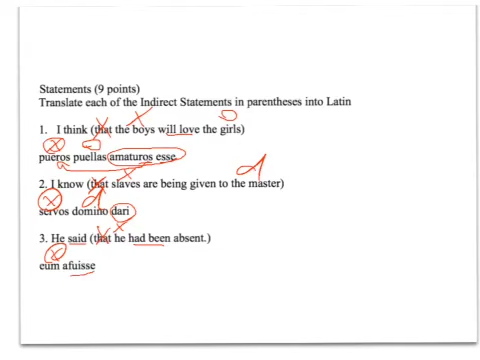 Statements (9 points)
Translate each of the Indirect Statements in parentheses into Latin
1. I think (that the boys will love the girls)
pueros puellas amaturos esse
2. I know (that slaves are being given to the master)
servos domino dari
3. He said (that he had been absent.)
eum afuisse